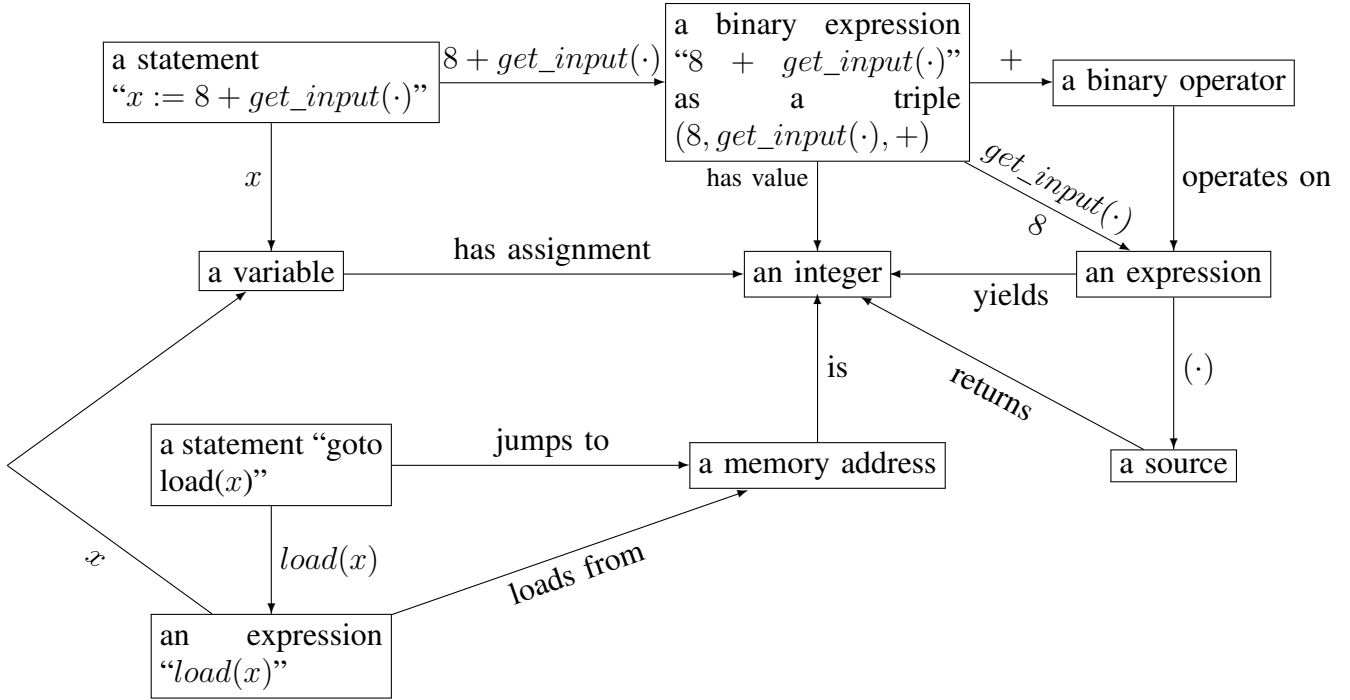 a statement
“x := 8 + get_input(·)”
8 + get_input(·)
a binary expression
“8 + get_input(·)”
as a triple
(8, get_input(·), +)
+
a binary operator
x
has value
get_input(·)
8
operates on
a variable
has assignment
an integer
yields
an expression
is
returns
(·)
a statement “goto
load(x)”
jumps to
a memory address
a source
x
load(x)
loads from
an expression
“load(x)”